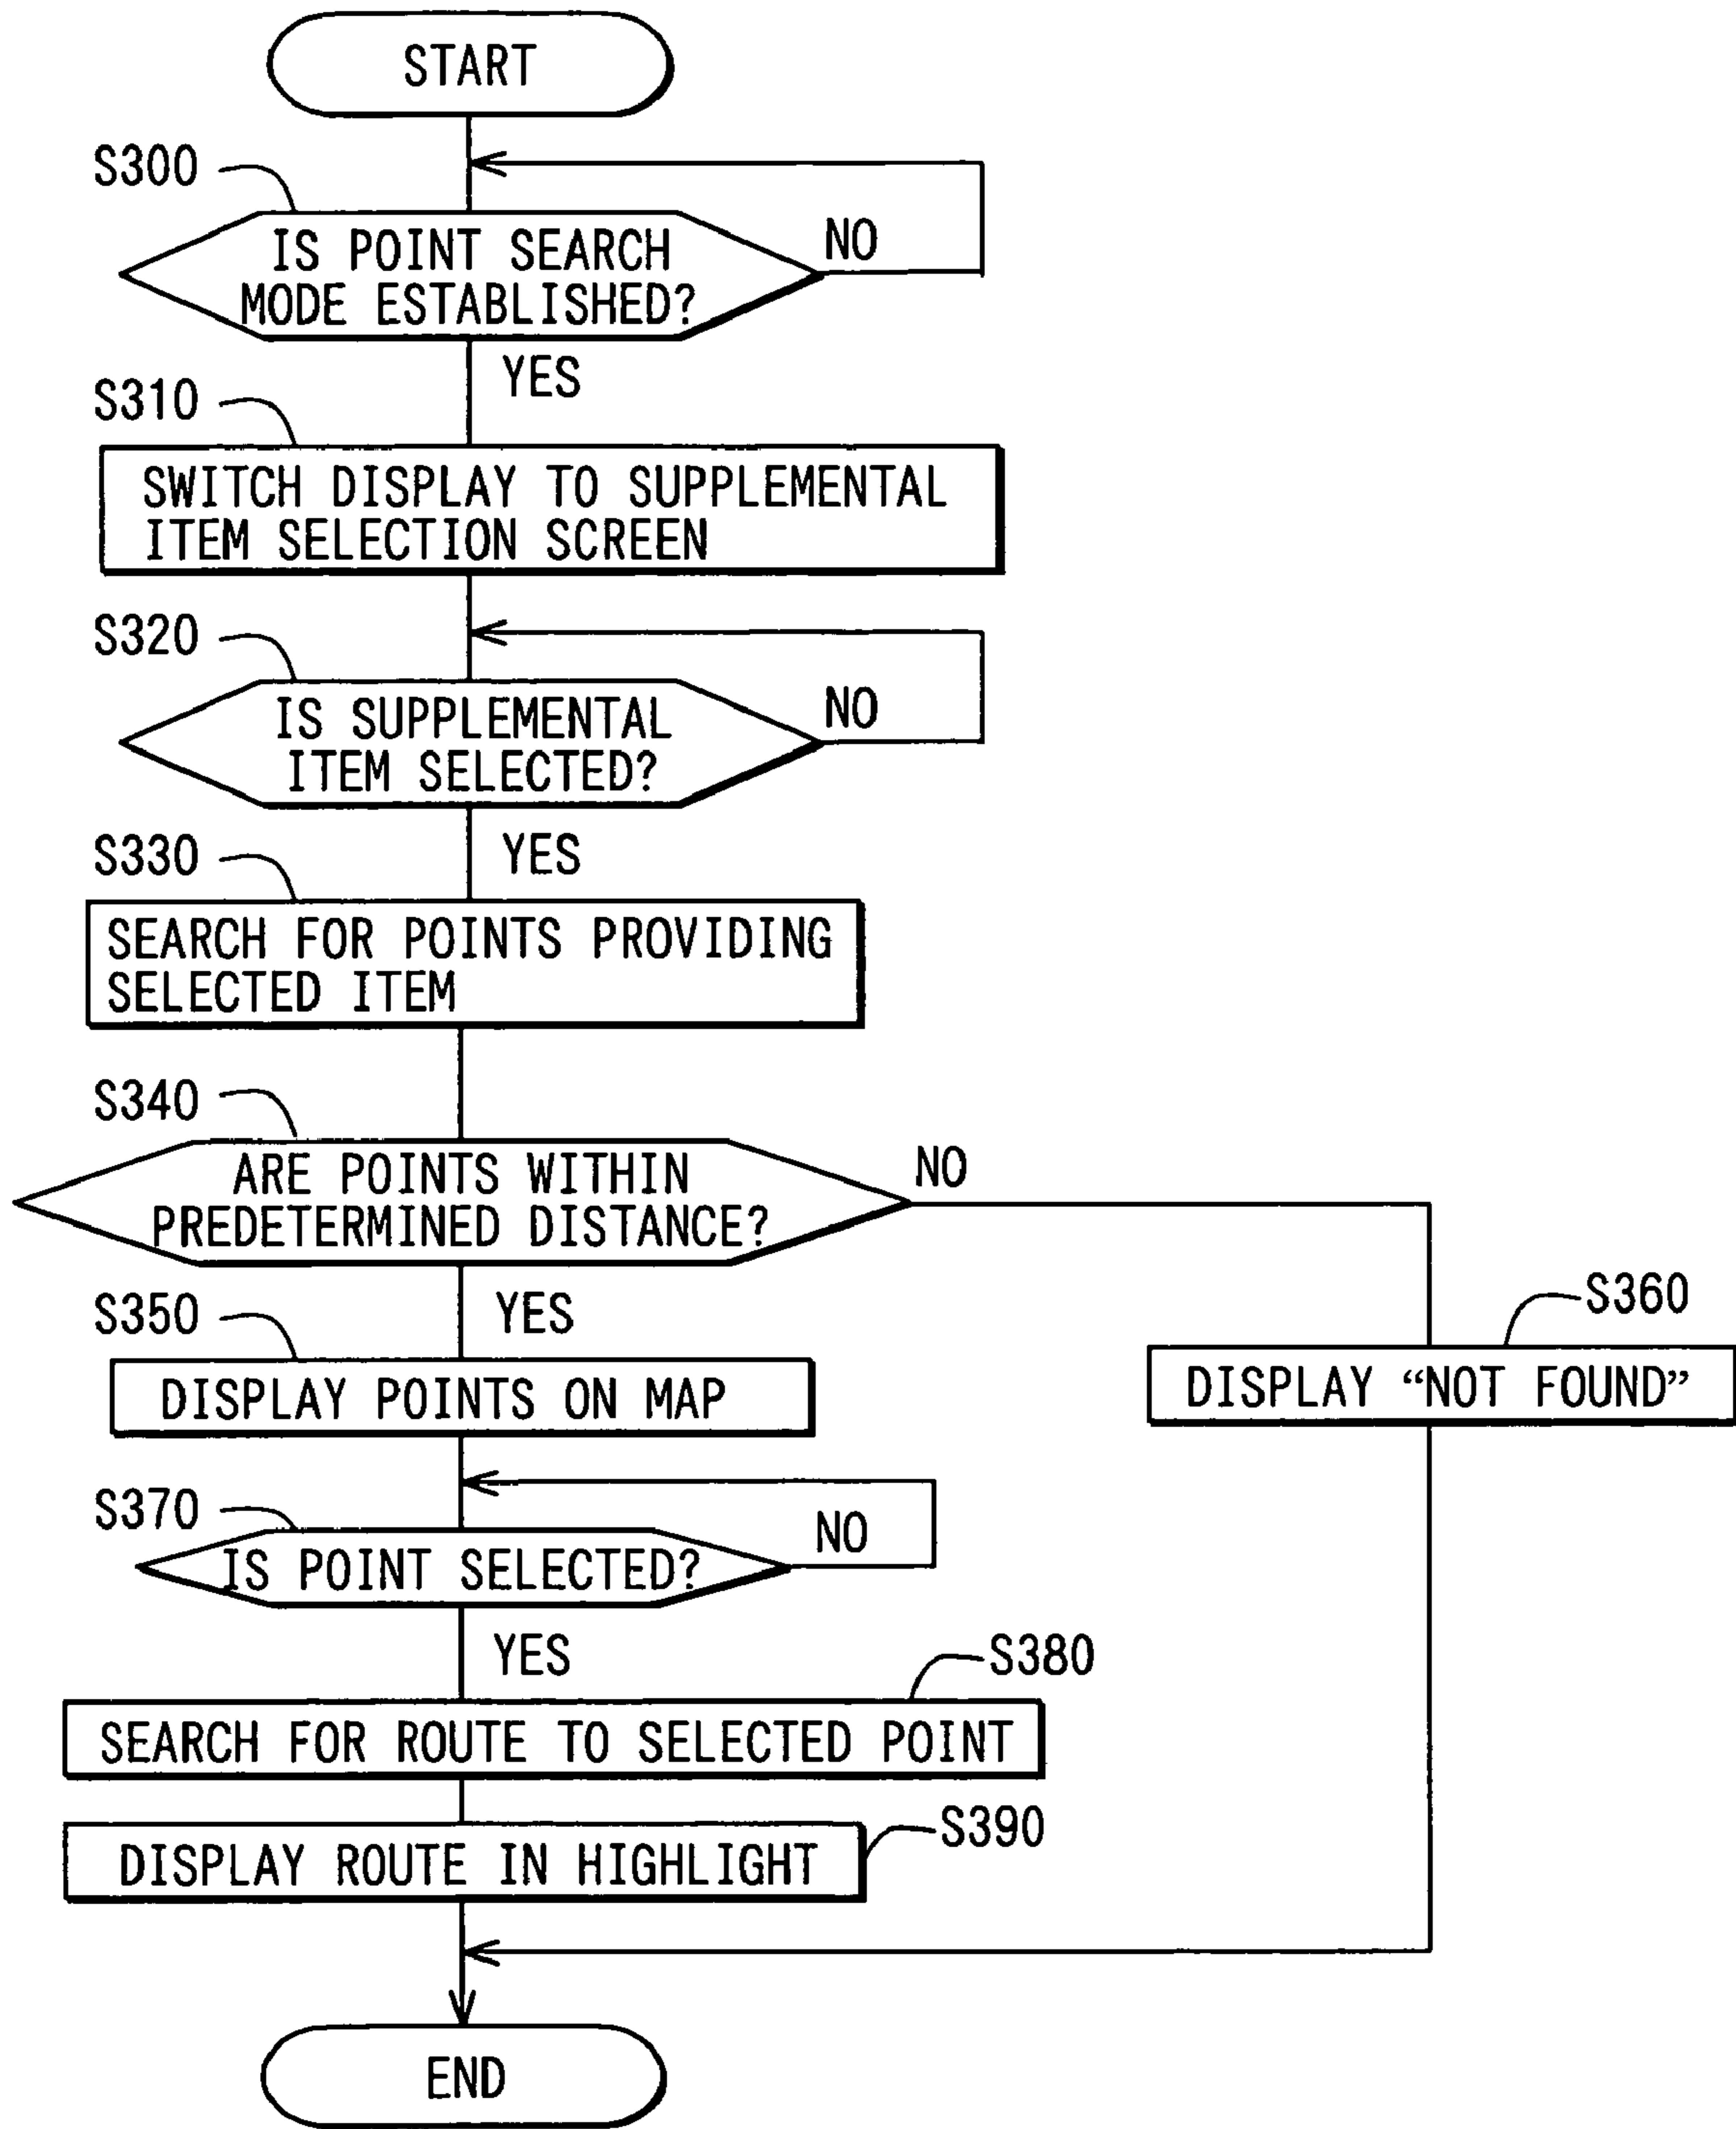 START
S300
IS POINT SEARCH
MODE ESTABLISHED?
NO
YES
S310
SWITCH DISPLAY TO SUPPLEMENTAL
ITEM SELECTION SCREEN
S320
IS SUPPLEMENTAL
ITEM SELECTED?
NO
YES
S330
SEARCH FOR POINTS PROVIDING
SELECTED ITEM
S340
ARE POINTS WITHIN
PREDETERMINED DISTANCE?
NO
YES
S350
DISPLAY POINTS ON MAP
S360
DISPLAY “NOT FOUND”
S370
IS POINT SELECTED?
NO
YES
S380
SEARCH FOR ROUTE TO SELECTED POINT
S390
DISPLAY ROUTE IN HIGHLIGHT
END